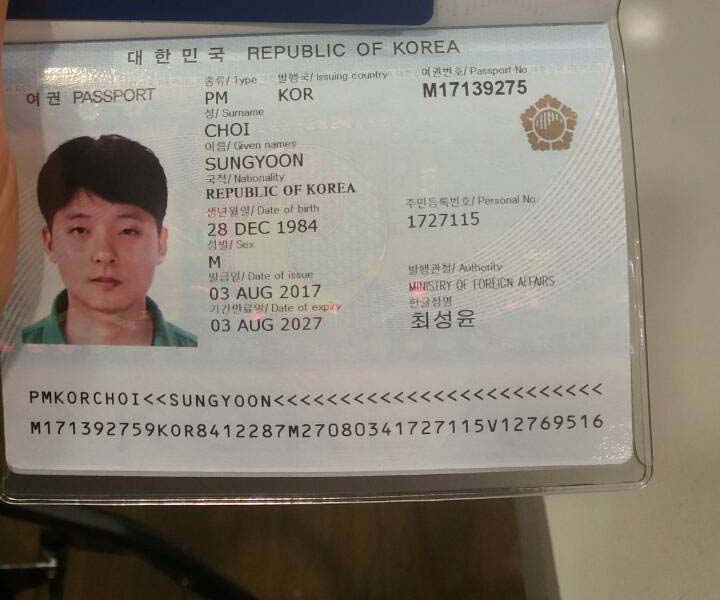 대한민국 REPUBLIC OF KOREA
여권 PASSPORT
종류/ Type 발행국/ Issuing country 여권번호/ Passport No
PM KOR M17139275
성/ Surname
CHOI
이름/ Given names
SUNGYOON
국적/ Nationality
REPUBLIC OF KOREA
생년월일/ Date of birth 주민등록번호/ Personal No
28 DEC 1984 1727115
성별/ Sex
M
발급일/ Date of issue 발행관청/ Authority
03 AUG 2017 MINISTRY OF FOREIGN AFFAIRS
기간만료일/ Date of expiry 한글성명
03 AUG 2027 최성윤
PMKORCHOI<<SUNGYOON<<<<<<<<<<<<<<<<<<<<<<<<<
M171392759KOR8412287M27080341727115V12769516